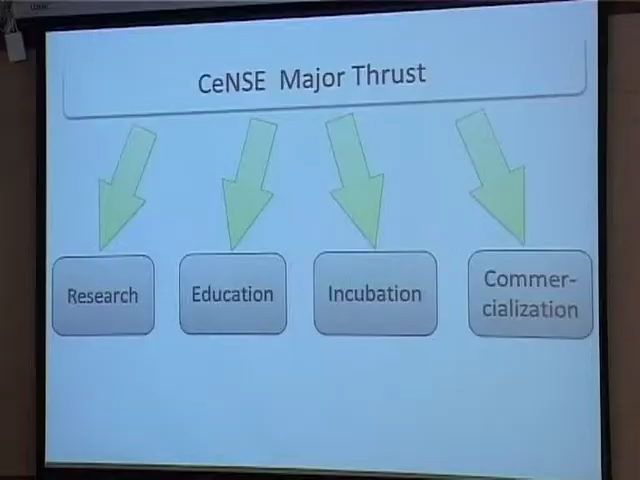 CeNSE Major Thrust
Research
Education
Incubation
Commer-
cialization